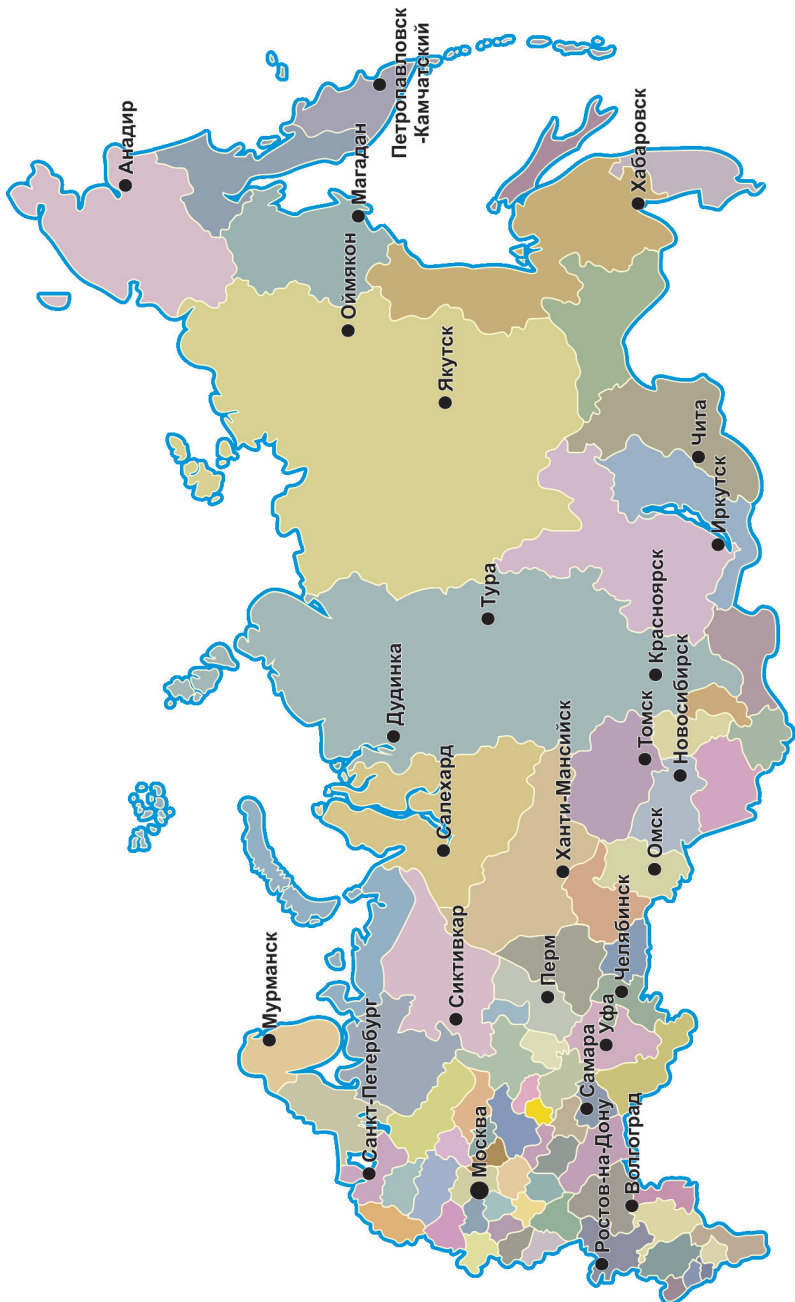 Анадир
Петропавловск
-Камчатский
Магадан
Оймякон
Хабаровск
Якутск
Чита
Иркутск
Тура
Красноярск
Дудинка
Томск
Новосибирск
Салехард
Ханти-Мансийск
Омск
Мурманск
Сиктивкар
Перм
Челябинск
Уфа
Санкт-Петербург
Самара
Москва
Волгоград
Ростов-на-Дону